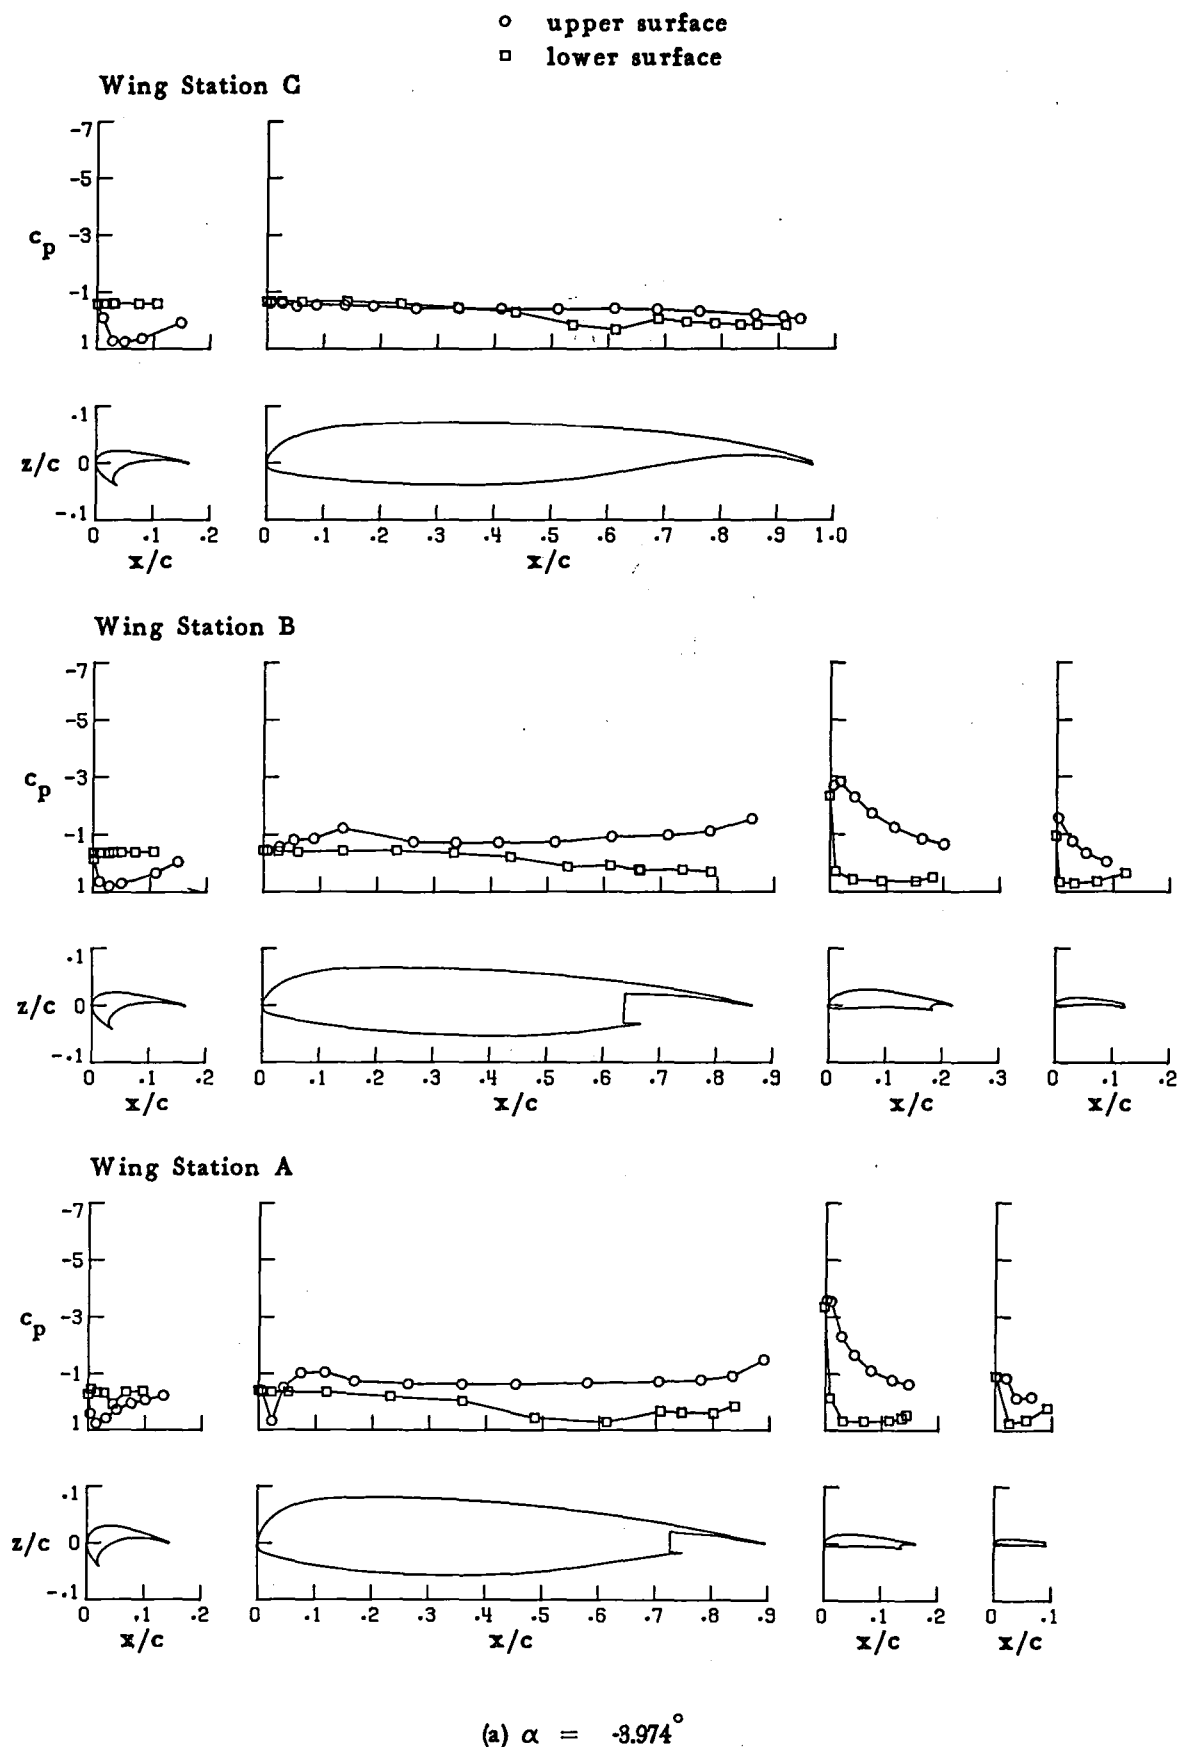 upper surface
lower surface
Wing Station C
-7
-5
-3
-1
1
c_p
.1
0
-.1
z/c
0 .1 .2
x/c
0 .1 .2 .3 .4 .5 .6 .7 .8 .9 1.0
x/c
Wing Station B
-7
-5
-3
-1
1
c_p
.1
0
-.1
z/c
0 .1 .2
x/c
0 .1 .2 .3 .4 .5 .6 .7 .8 .9
x/c
0 .1 .2 .3
x/c
0 .1 .2
x/c
Wing Station A
-7
-5
-3
-1
1
c_p
.1
0
-.1
z/c
0 .1 .2
x/c
0 .1 .2 .3 .4 .5 .6 .7 .8 .9
x/c
0 .1 .2
x/c
0 .1
x/c
(a) α = -3.974°